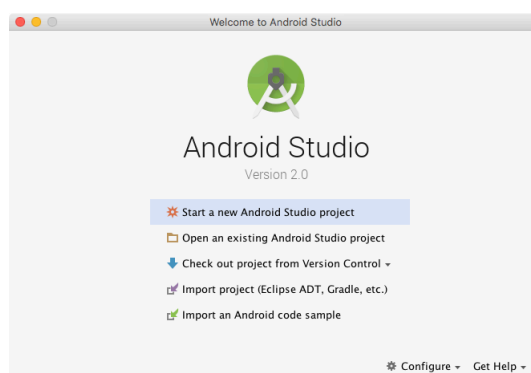 Welcome to Android Studio
Android Studio
Version 2.0
Start a new Android Studio project
Open an existing Android Studio project
Check out project from Version Control
Import project (Eclipse ADT, Gradle, etc.)
Import an Android code sample
Configure Get Help